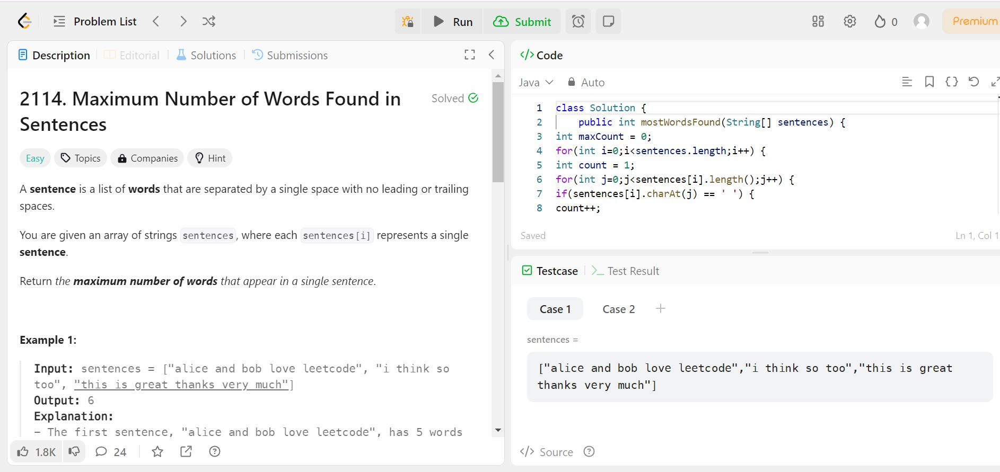 Problem List
Run
Submit
0
Premium
Description
Editorial
Solutions
Submissions
2114. Maximum Number of Words Found in
Sentences
Solved
Easy
Topics
Companies
Hint
A sentence is a list of words that are separated by a single space with no leading or trailing
spaces.
You are given an array of strings sentences, where each sentences[i] represents a single
sentence.
Return the maximum number of words that appear in a single sentence.
Example 1:
Input: sentences = ["alice and bob love leetcode", "i think so
too", "this is great thanks very much"]
Output: 6
Explanation:
- The first sentence, "alice and bob love leetcode", has 5 words
1.8K
24
</> Code
Java
Auto
1 class Solution {
2 public int mostWordsFound(String[] sentences) {
3 int maxCount = 0;
4 for(int i=0;i<sentences.length;i++) {
5 int count = 1;
6 for(int j=0;j<sentences[i].length();j++) {
7 if(sentences[i].charAt(j) == ' ') {
8 count++;
Saved
Ln 1, Col 1
Testcase
Test Result
Case 1
Case 2
sentences =
["alice and bob love leetcode","i think so too","this is great
thanks very much"]
</> Source